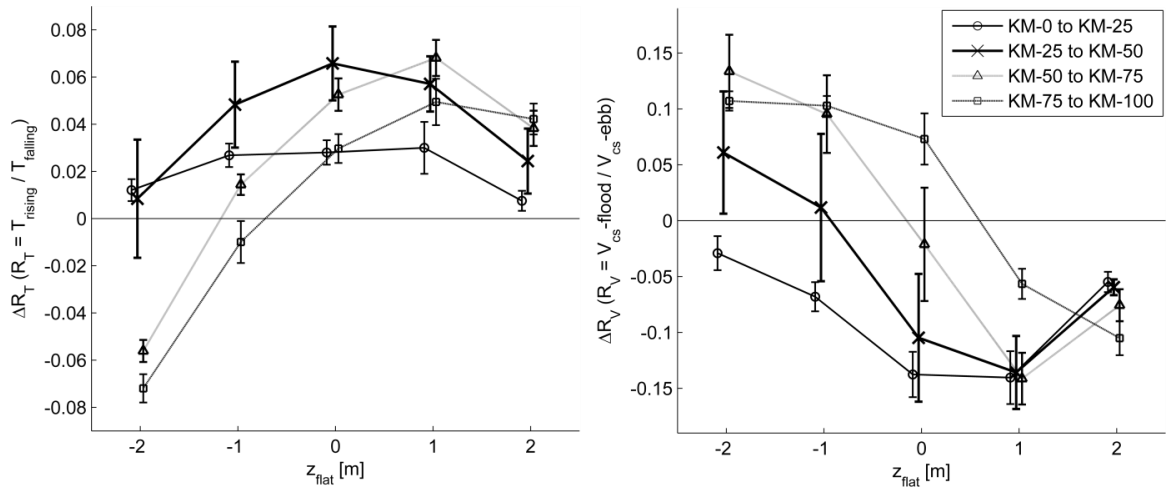 0.08
0.06
0.04
0.02
0
-0.02
-0.04
-0.06
-0.08
ΔR_T (R_T = T_rising / T_falling)
-2 -1 0 1 2
z_flat [m]
0.15
0.1
0.05
0
-0.05
-0.1
-0.15
ΔR_V (R_V = V_cs-flood / V_cs-ebb)
-2 -1 0 1 2
z_flat [m]
KM-0 to KM-25
KM-25 to KM-50
KM-50 to KM-75
KM-75 to KM-100